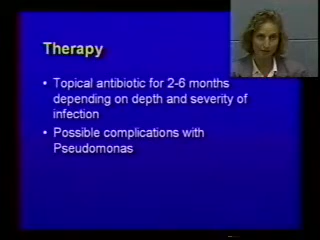 Therapy
• Topical antibiotic for 2-6 months
depending on depth and severity of
infection
• Possible complications with
Pseudomonas